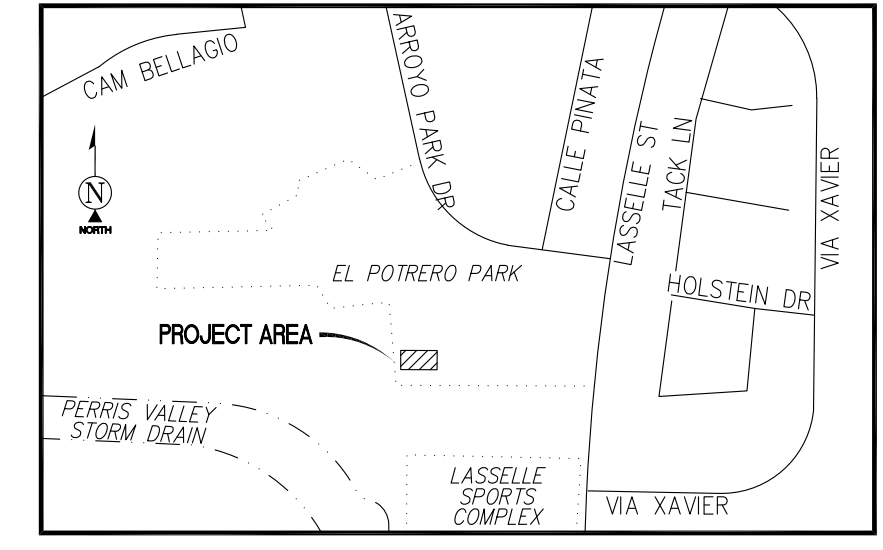 CAM BELLAGIO
ARROYO PARK DR
CALLE PINATA
LASSELLE ST
TACK LN
VIA XAVIER
N
NORTH
EL POTRERO PARK
HOLSTEIN DR
PROJECT AREA
PERRIS VALLEY
STORM DRAIN
LASSELLE
SPORTS
COMPLEX
VIA XAVIER